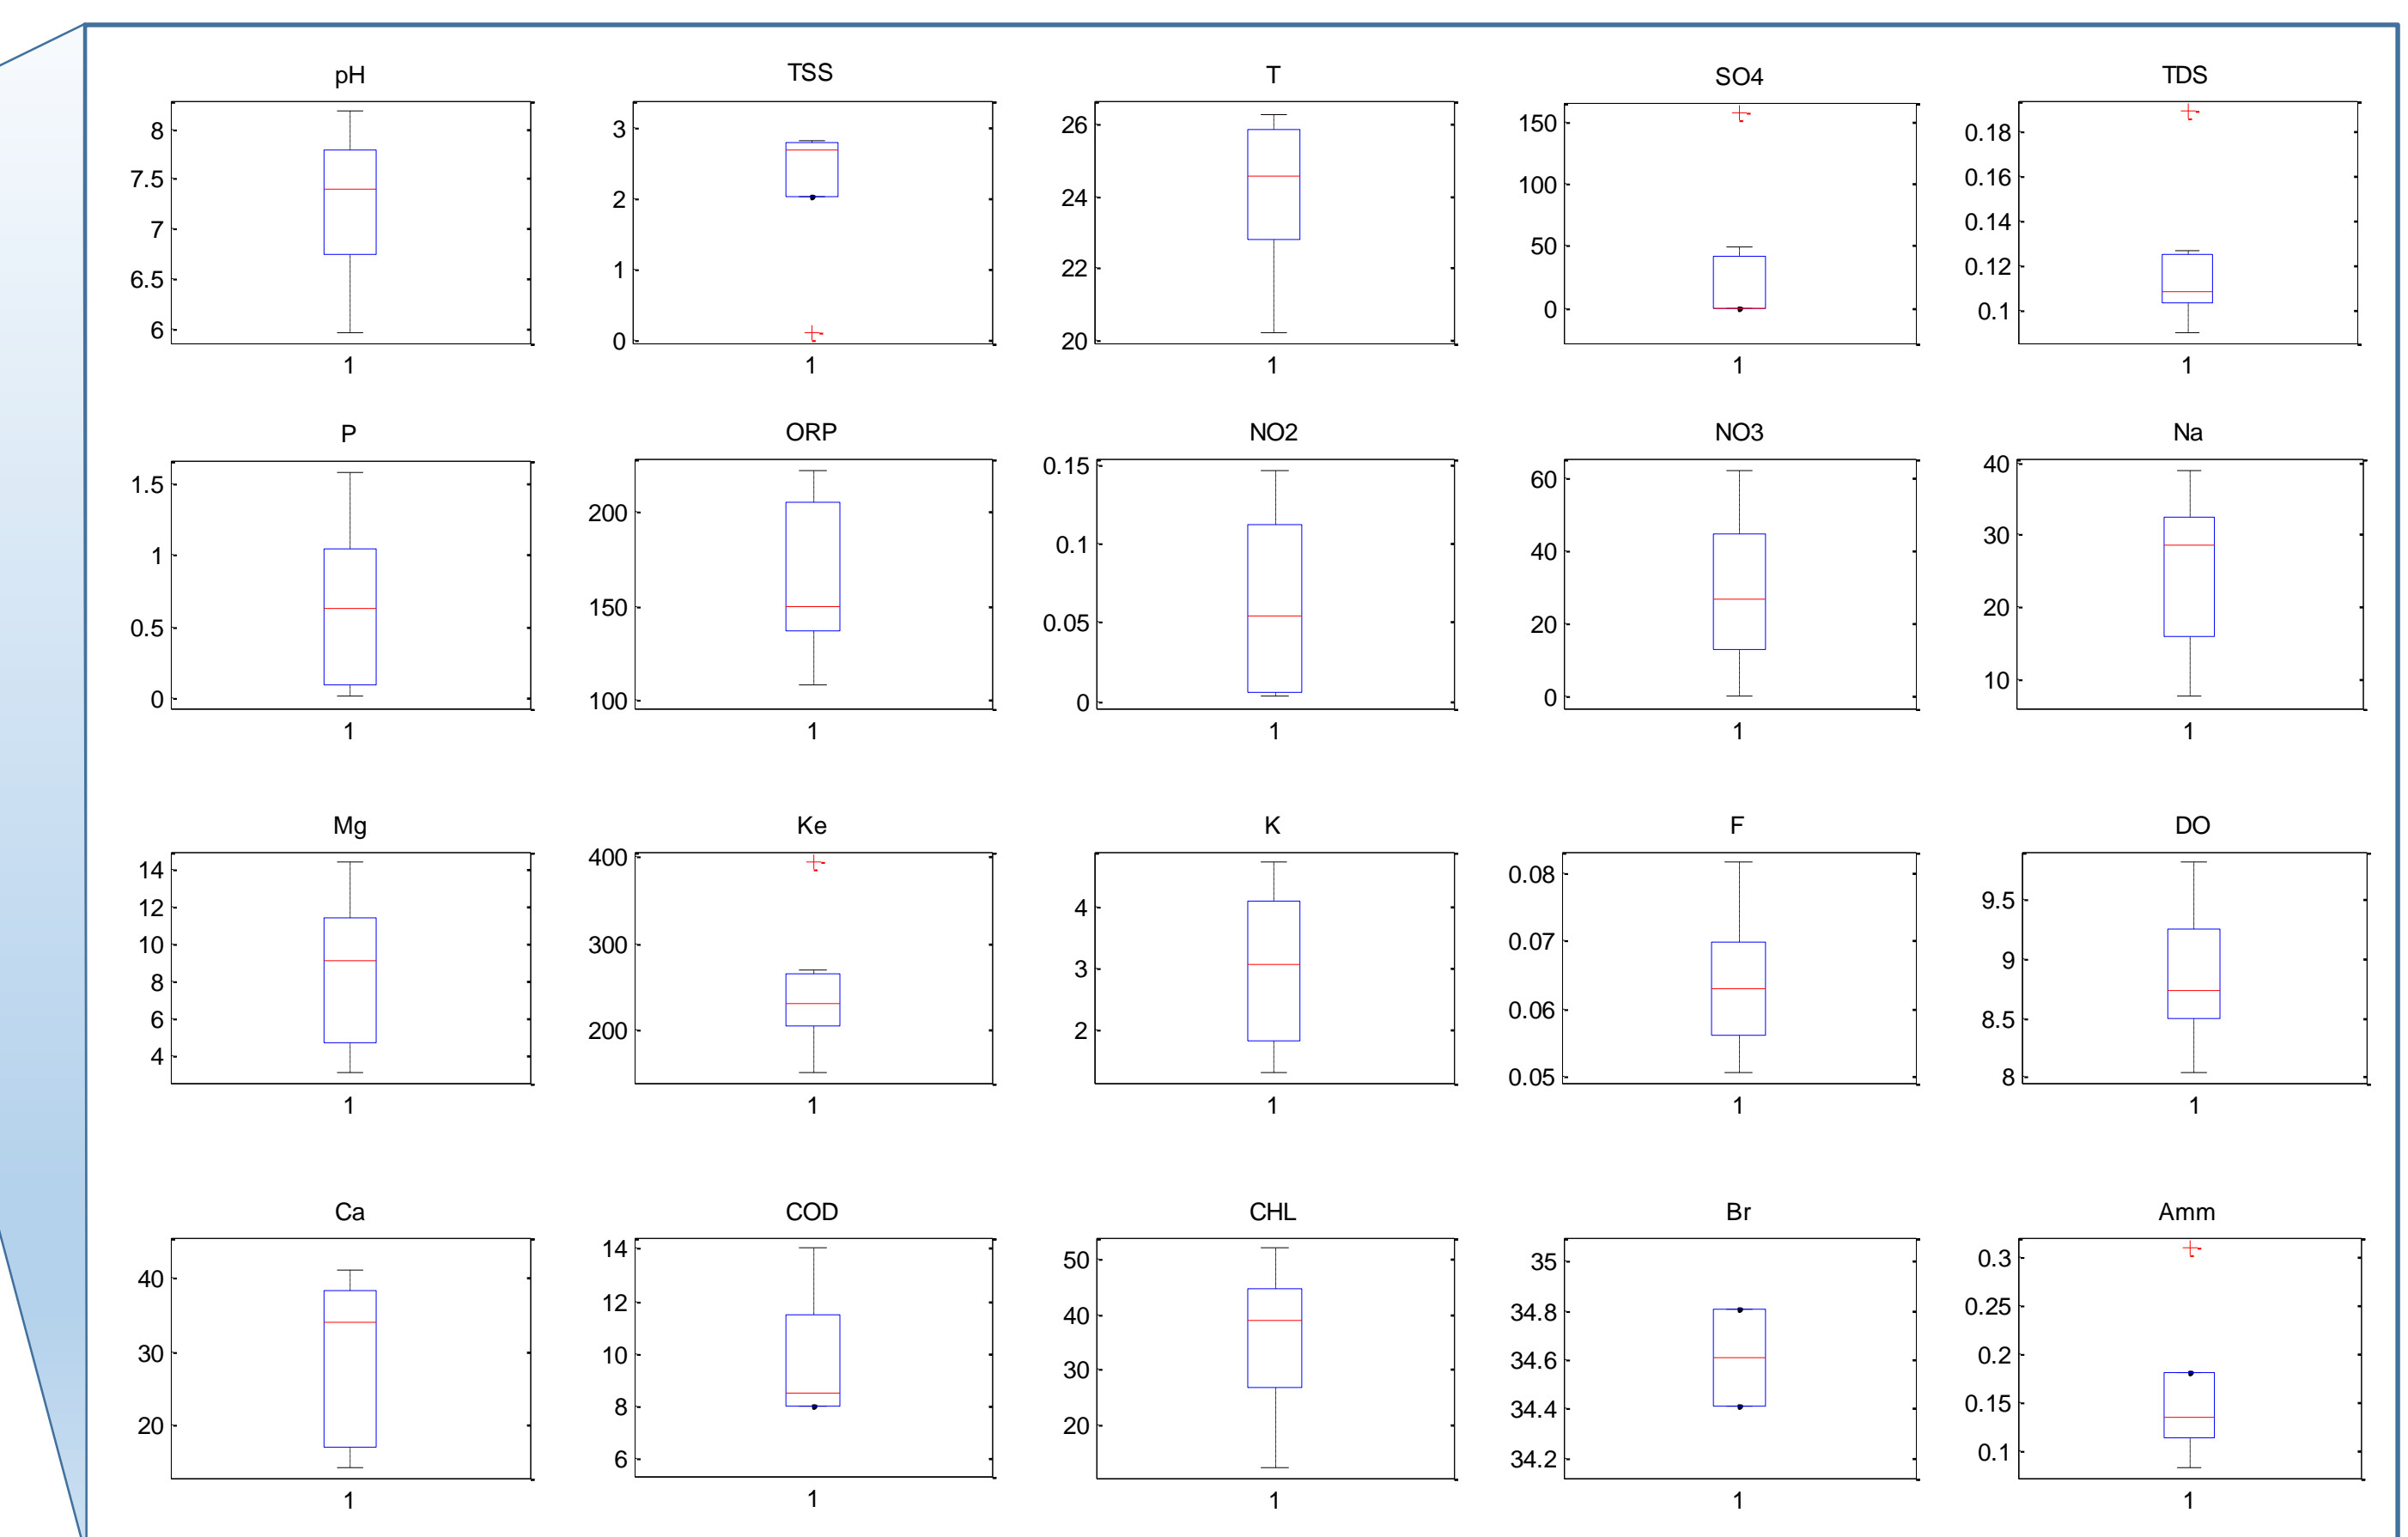 pH TSS T SO4 TDS
8 7.5 7 6.5 6
3 2 1 0
26 24 22 20
150 100 50 0
0.18 0.16 0.14 0.12 0.1
1 1 1 1 1
P ORP NO2 NO3 Na
1.5 1 0.5 0
200 150 100
0.15 0.1 0.05 0
60 40 20 0
40 30 20 10
1 1 1 1 1
Mg Ke K F DO
14 12 10 8 6 4
400 300 200
4 3 2
0.08 0.07 0.06 0.05
9.5 9 8.5 8
1 1 1 1 1
Ca COD CHL Br Amm
40 30 20
14 12 10 8 6
50 40 30 20
35 34.8 34.6 34.4 34.2
0.3 0.25 0.2 0.15 0.1
1 1 1 1 1